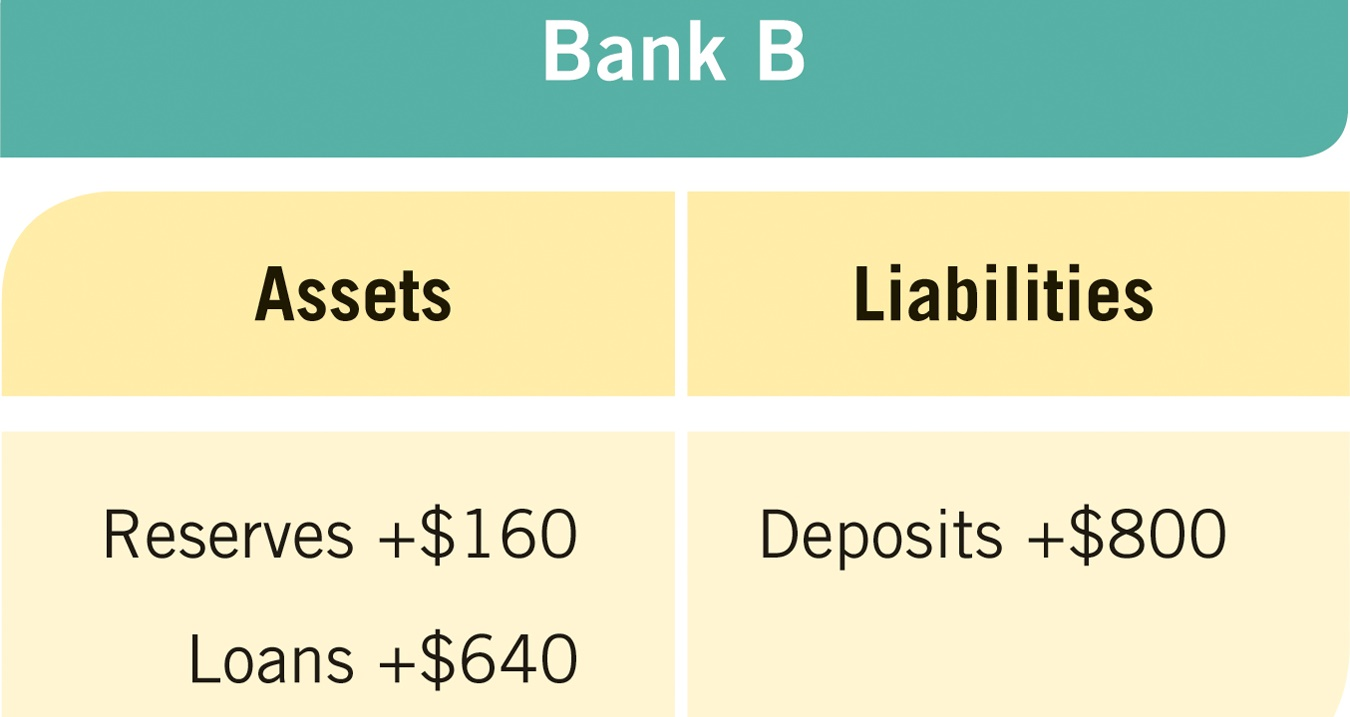 Bank B
Assets Liabilities
Reserves +$160 Deposits +$800
Loans +$640